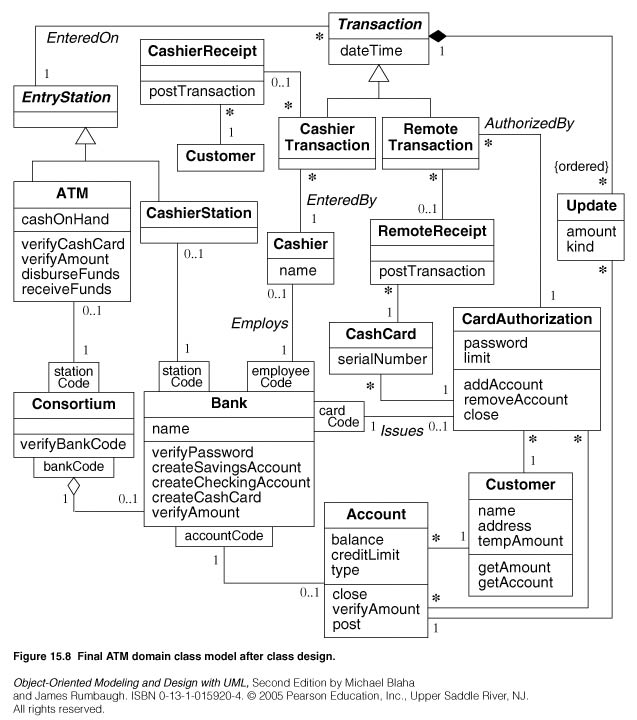 Transaction
EnteredOn
*
dateTime
1
CashierReceipt
1
0..1
EntryStation
postTransaction
*
*
AuthorizedBy
1
Cashier
Transaction
Remote
Transaction
*
Customer
{ordered}
ATM
*
*
*
cashOnHand
CashierStation
EnteredBy
Update
0..1
verifyCashCard
verifyAmount
disburseFunds
receiveFunds
1
RemoteReceipt
amount
kind
Cashier
0..1
name
postTransaction
*
0..1
0..1
*
1
1
CardAuthorization
Employs
CashCard
password
limit
1
1
1
serialNumber
station
Code
station
Code
employee
Code
*
1
addAccount
removeAccount
close
Consortium
Bank
card
Code
name
1
Issues
0..1
verifyBankCode
*
*
bankCode
verifyPassword
createSavingsAccount
createCheckingAccount
createCashCard
verifyAmount
1
Customer
1
0..1
name
address
tempAmount
Account
accountCode
balance
creditLimit
type
*
1
1
getAmount
getAccount
0..1
close
verifyAmount
post
*
1
Figure 15.8 Final ATM domain class model after class design.
Object-Oriented Modeling and Design with UML, Second Edition by Michael Blaha
and James Rumbaugh. ISBN 0-13-1-015920-4. © 2005 Pearson Education, Inc., Upper Saddle River, NJ.
All rights reserved.